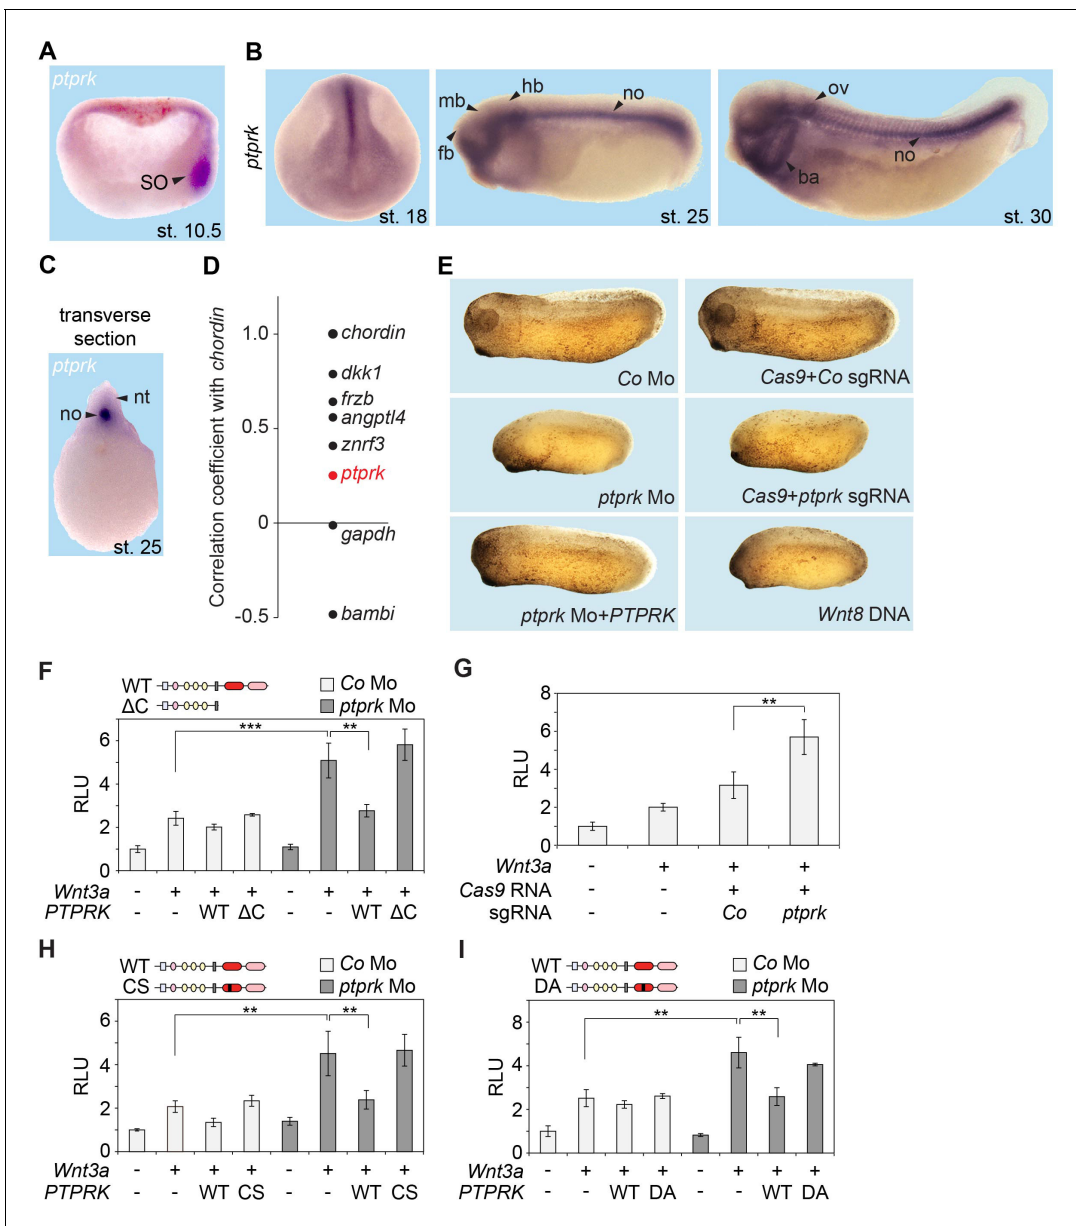 A
ptprk
SO
st. 10.5
B
ptprk
st. 18
mb
hb
no
fb
st. 25
ov
no
ba
st. 30
C
transverse
section
ptprk
nt
no
st. 25
D
Correlation coefficient with chordin
1.0
0.5
0
-0.5
chordin
dkk1
frzb
angptl4
znrf3
ptprk
gapdh
bambi
E
Co Mo
Cas9+Co sgRNA
ptprk Mo
Cas9+ptprk sgRNA
ptprk Mo+PTPRK
Wnt8 DNA
F
WT
ΔC
Co Mo
ptprk Mo
*** **
RLU
6
4
2
0
Wnt3a - + + + - + + +
PTPRK - - WT ΔC - - WT ΔC
G
**
RLU
8
6
4
2
0
Wnt3a - + + +
Cas9 RNA - - + +
sgRNA - - Co ptprk
H
WT
CS
Co Mo
ptprk Mo
** **
RLU
6
4
2
0
Wnt3a - + + + - + + +
PTPRK - - WT CS - - WT CS
I
WT
DA
Co Mo
ptprk Mo
** **
RLU
8
4
2
0
Wnt3a - + + + - + + +
PTPRK - - WT DA - - WT DA